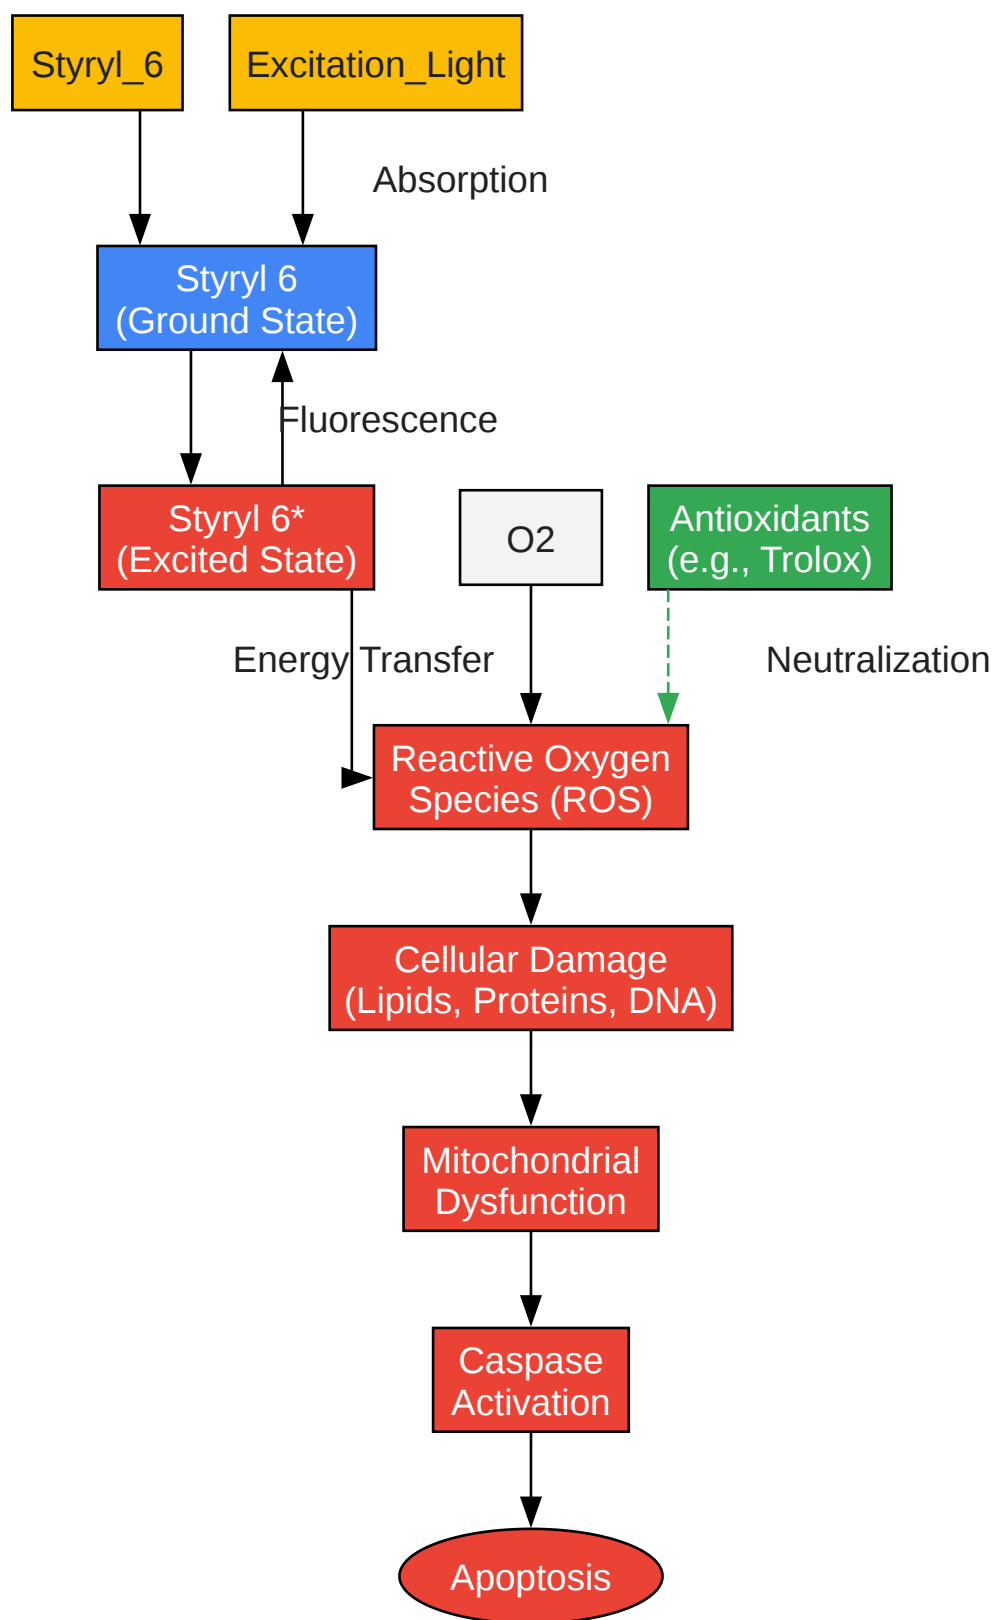 Styryl_6
Excitation_Light
Absorption
Styryl 6
(Ground State)
Fluorescence
Styryl 6*
(Excited State)
O2
Antioxidants
(e.g., Trolox)
Energy Transfer
Neutralization
Reactive Oxygen
Species (ROS)
Cellular Damage
(Lipids, Proteins, DNA)
Mitochondrial
Dysfunction
Caspase
Activation
Apoptosis